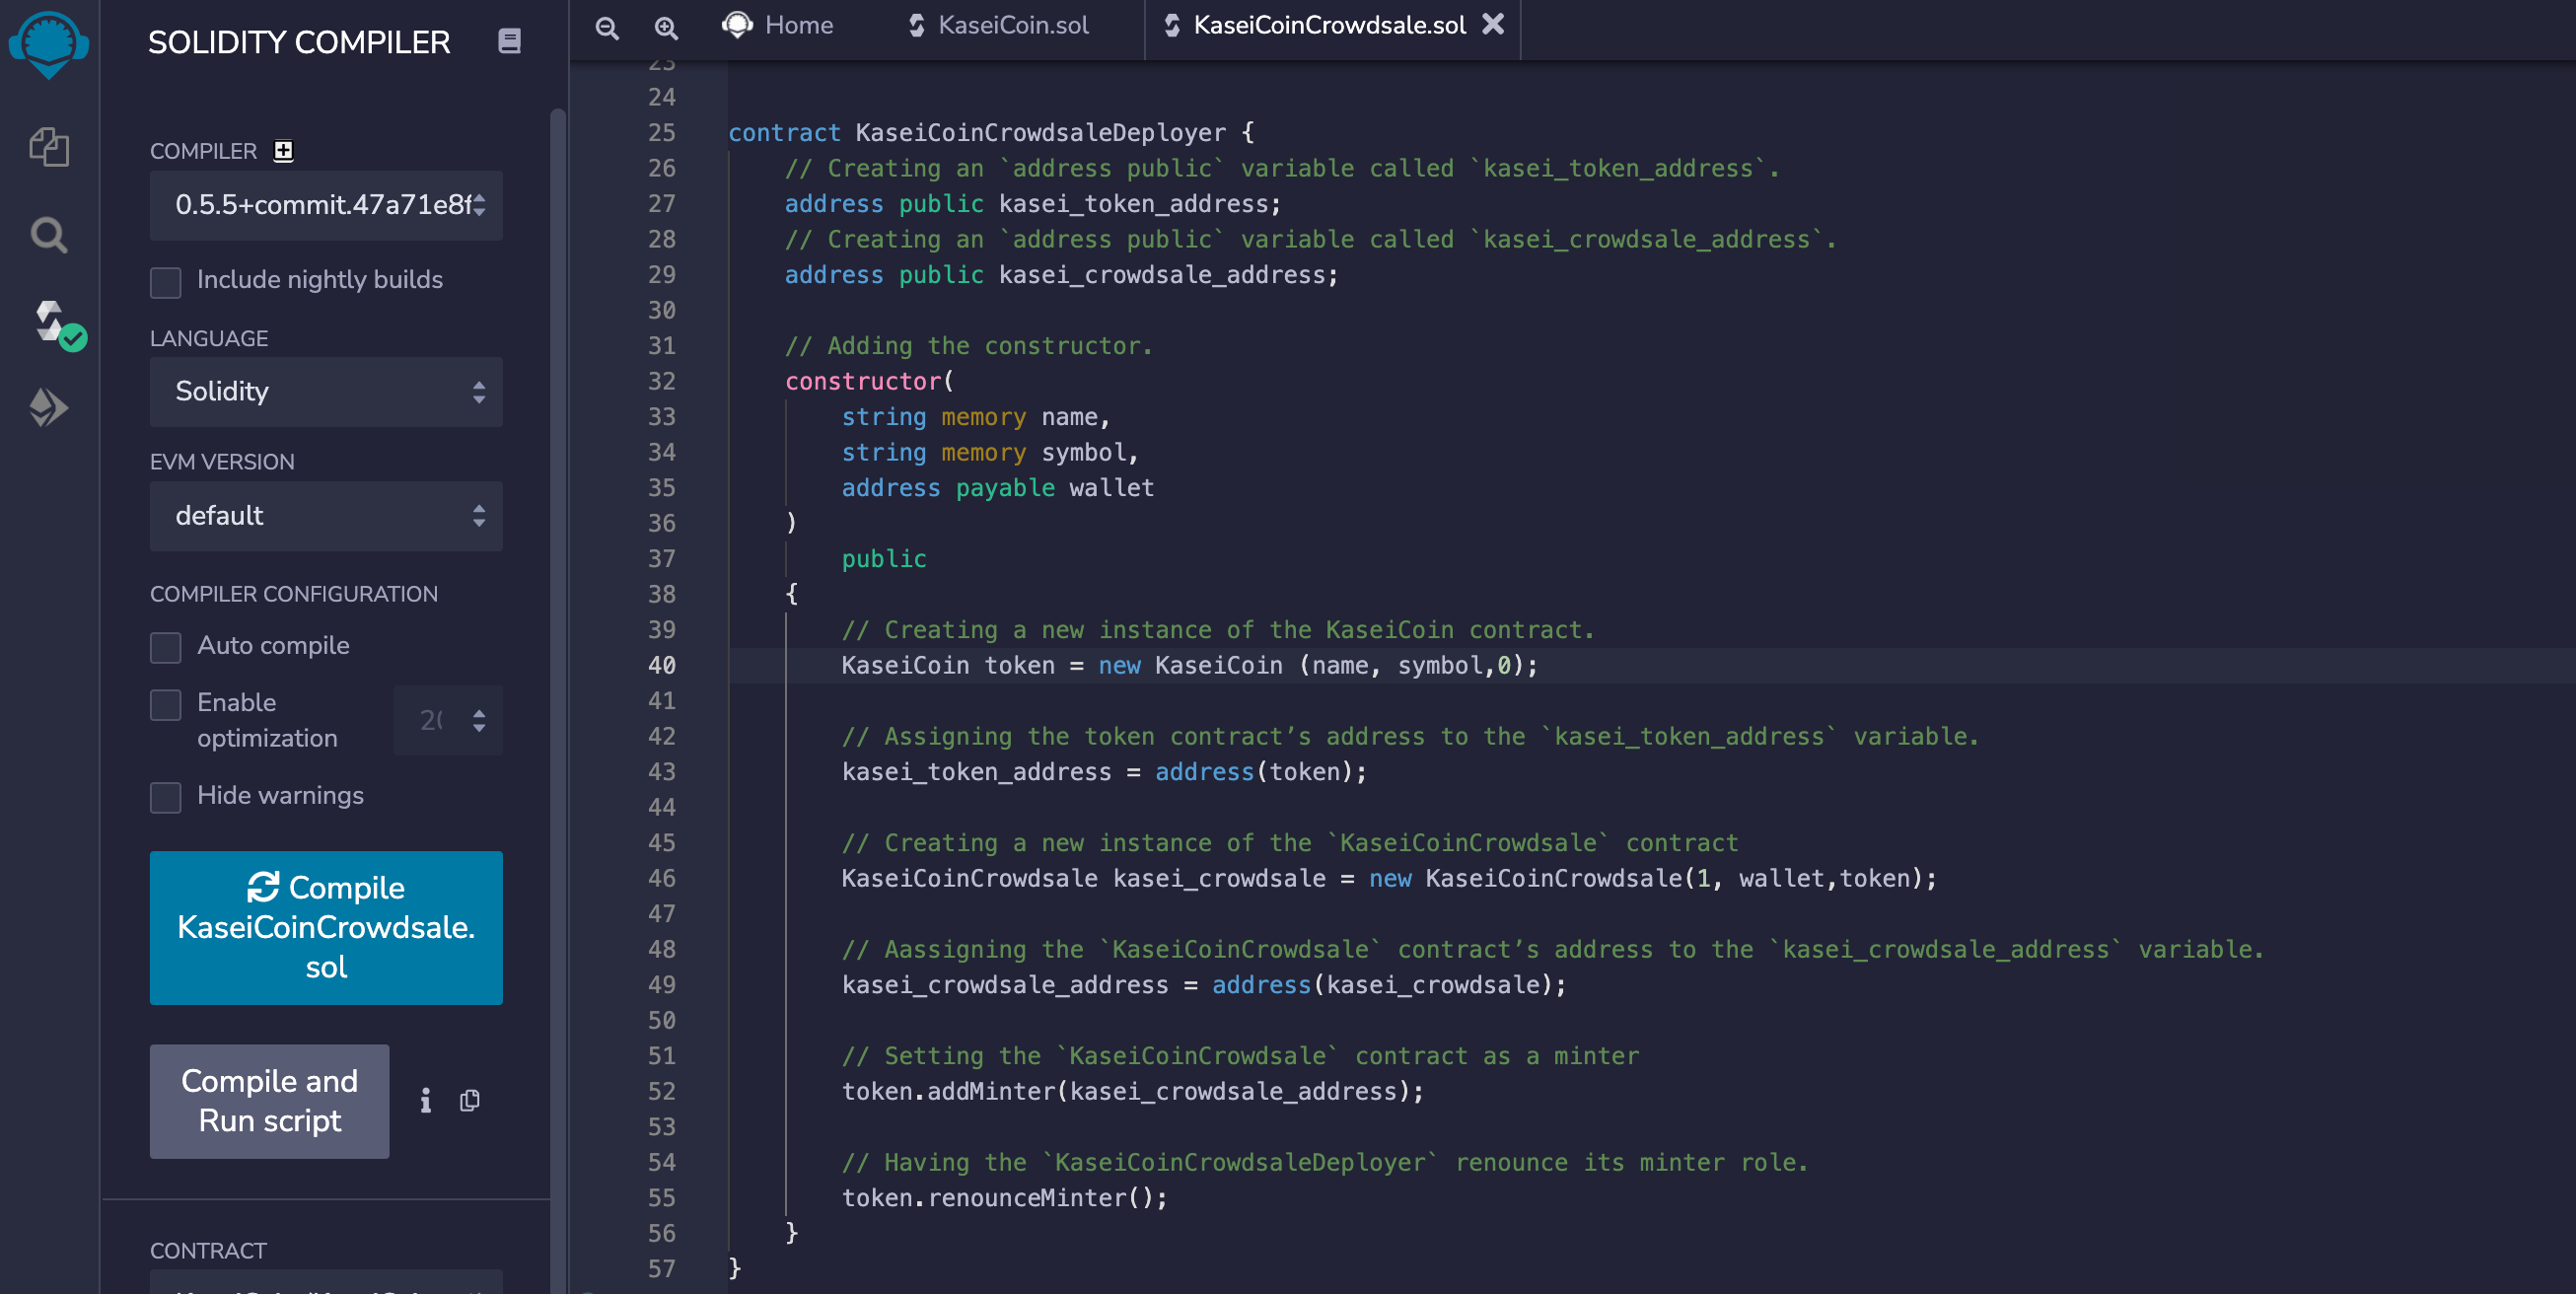 SOLIDITY COMPILER
COMPILER
0.5.5+commit.47a71e8f
Include nightly builds
LANGUAGE
Solidity
EVM VERSION
default
COMPILER CONFIGURATION
Auto compile
Enable
optimization
Hide warnings
Compile
KaseiCoinCrowdsale.
sol
Compile and
Run script
CONTRACT
Home
KaseiCoin.sol
KaseiCoinCrowdsale.sol
23
24
25 contract KaseiCoinCrowdsaleDeployer {
26 // Creating an `address public` variable called `kasei_token_address`.
27 address public kasei_token_address;
28 // Creating an `address public` variable called `kasei_crowdsale_address`.
29 address public kasei_crowdsale_address;
30
31 // Adding the constructor.
32 constructor(
33 string memory name,
34 string memory symbol,
35 address payable wallet
36 )
37 public
38 {
39 // Creating a new instance of the KaseiCoin contract.
40 KaseiCoin token = new KaseiCoin (name, symbol,0);
41
42 // Assigning the token contract’s address to the `kasei_token_address` variable.
43 kasei_token_address = address(token);
44
45 // Creating a new instance of the `KaseiCoinCrowdsale` contract
46 KaseiCoinCrowdsale kasei_crowdsale = new KaseiCoinCrowdsale(1, wallet,token);
47
48 // Aassigning the `KaseiCoinCrowdsale` contract’s address to the `kasei_crowdsale_address` variable.
49 kasei_crowdsale_address = address(kasei_crowdsale);
50
51 // Setting the `KaseiCoinCrowdsale` contract as a minter
52 token.addMinter(kasei_crowdsale_address);
53
54 // Having the `KaseiCoinCrowdsaleDeployer` renounce its minter role.
55 token.renounceMinter();
56 }
57 }